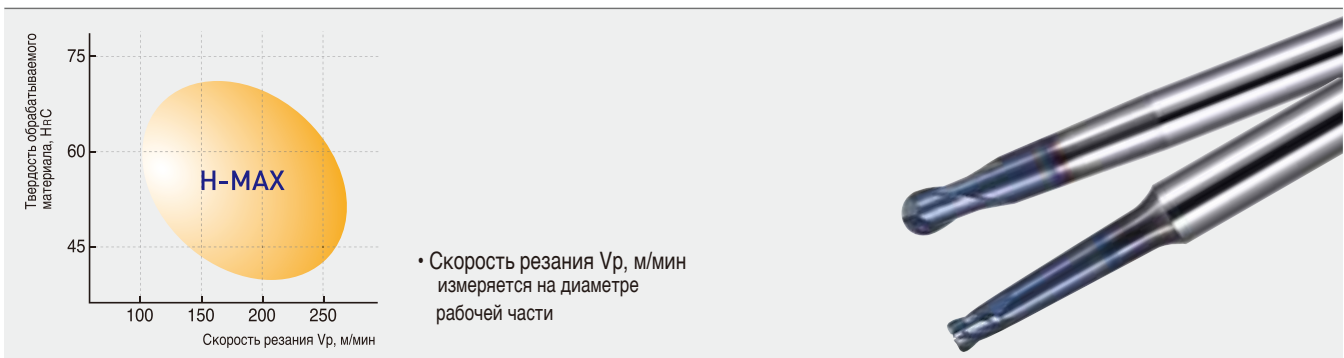 Твердость обрабатываемого
материала, HRC
75
60
45
H-MAX
100 150 200 250
Скорость резания Vp, м/мин
• Скорость резания Vp, м/мин
измеряется на диаметре
рабочей части